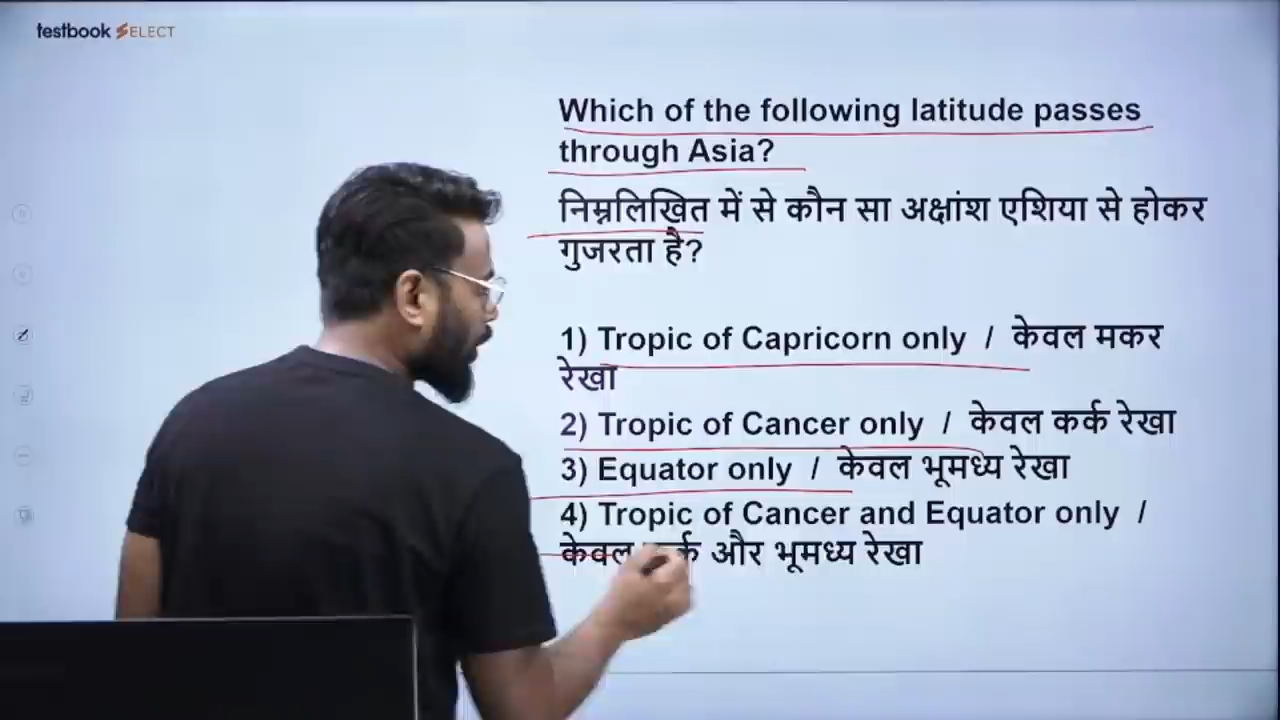 testbook SELECT
Which of the following latitude passes
through Asia?
निम्नलिखित में से कौन सा अक्षांश एशिया से होकर
गुजरता है?
1) Tropic of Capricorn only / केवल मकर
रेखा
2) Tropic of Cancer only / केवल कर्क रेखा
3) Equator only / केवल भूमध्य रेखा
4) Tropic of Cancer and Equator only /
केवल कर्क और भूमध्य रेखा